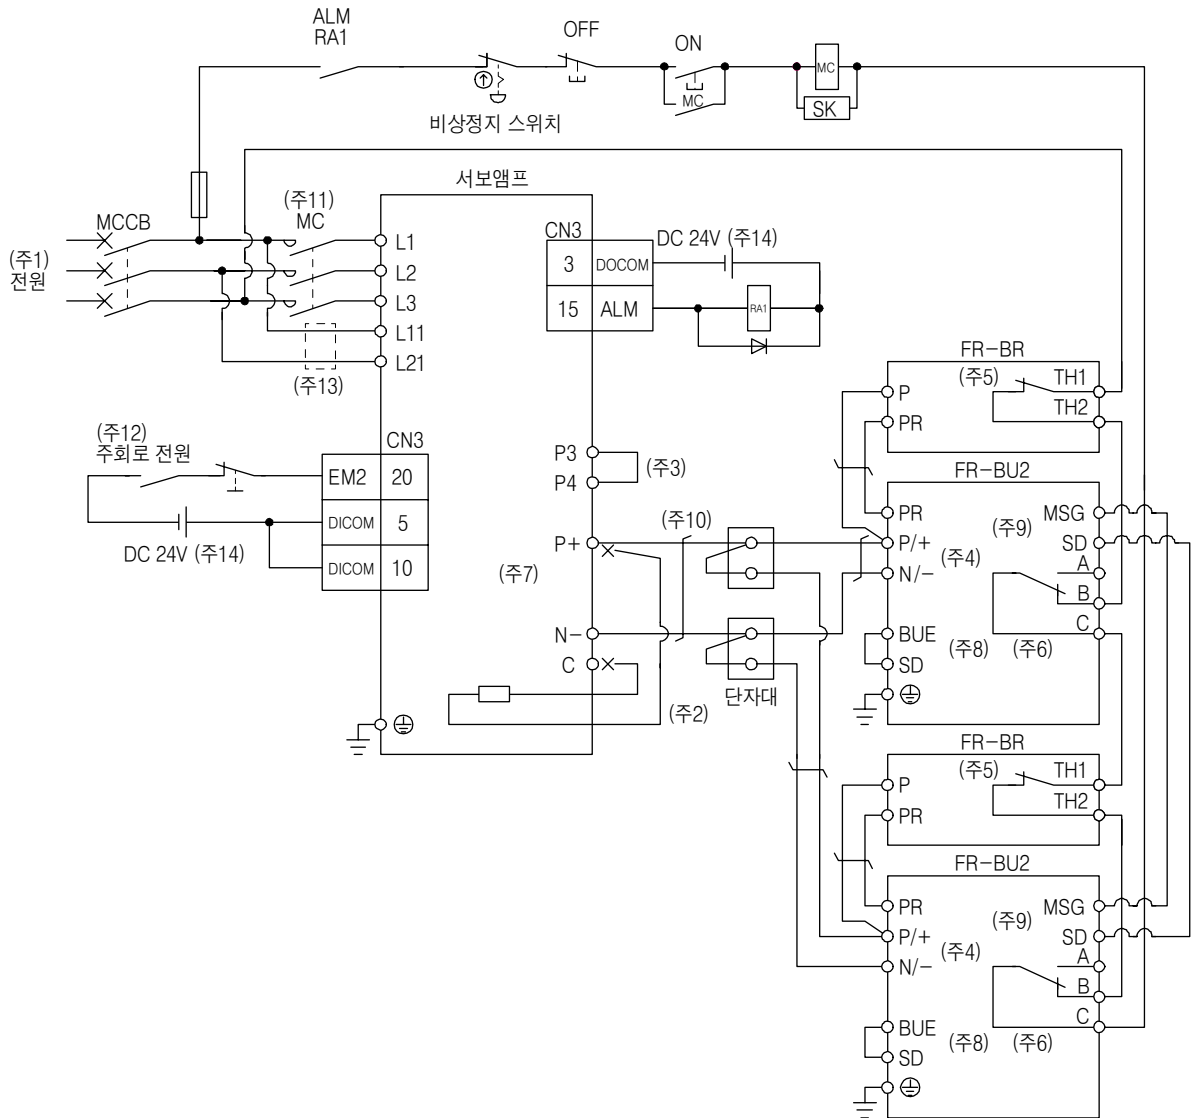 ALM
RA1
OFF
ON
MC
SK
MC
비상정지 스위치
서보앰프
(주11)
MC
MCCB
(주1)
전원
L1
L2
L3
L11
L21
(주13)
CN3
DC 24V (주14)
3 DOCOM
15 ALM
RA1
(주12)
주회로 전원
CN3
EM2 20
DICOM 5
DICOM 10
DC 24V (주14)
P3
P4
(주3)
P+
(주10)
(주7)
N-
C
(주2)
단자대
FR-BR
(주5)
TH1
P
TH2
PR
FR-BU2
PR
(주9)
MSG
P/+
(주4)
SD
N/-
A
B
BUE
(주8)
(주6)
C
SD
FR-BR
(주5)
TH1
P
TH2
PR
FR-BU2
PR
(주9)
MSG
P/+
(주4)
SD
N/-
A
B
BUE
(주8)
(주6)
C
SD